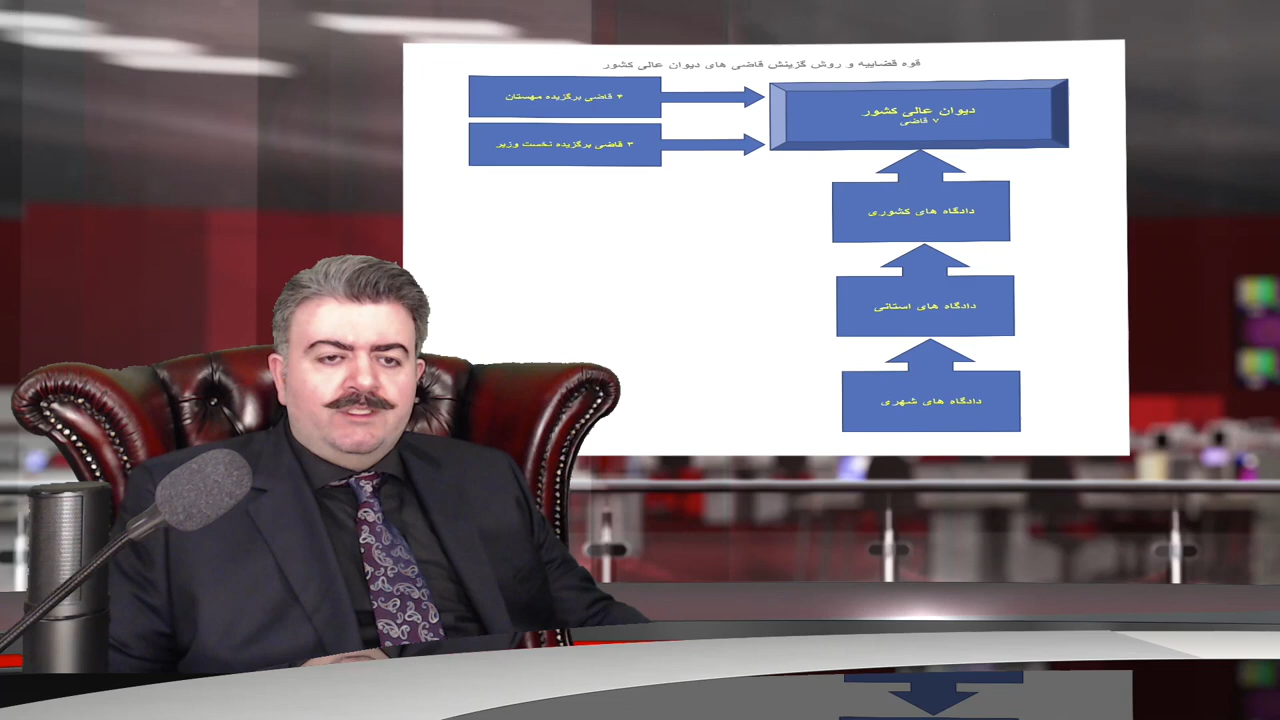 قوه قضاییه و روش گزینش قاضی های دیوان عالی کشور
۴ قاضی برگزیده مهستان
۳ قاضی برگزیده نخست وزیر
دیوان عالی کشور
۷ قاضی
دادگاه های کشوری
دادگاه های استانی
دادگاه های شهری